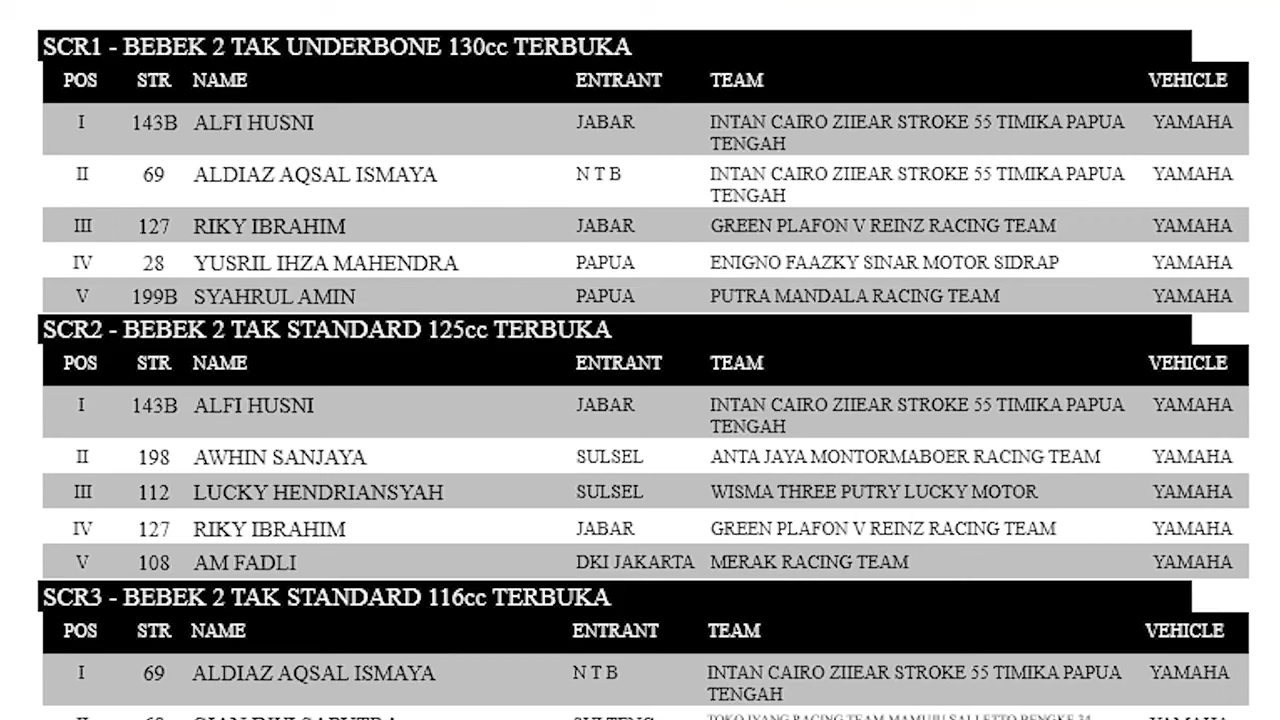 SCR1 - BEBEK 2 TAK UNDERBONE 130cc TERBUKA
POS STR NAME ENTRANT TEAM VEHICLE
I 143B ALFI HUSNI JABAR INTAN CAIRO ZIIEAR STROKE 55 TIMIKA PAPUA YAMAHA
TENGAH
II 69 ALDIAZ AQSAL ISMAYA N T B INTAN CAIRO ZIIEAR STROKE 55 TIMIKA PAPUA YAMAHA
TENGAH
III 127 RIKY IBRAHIM JABAR GREEN PLAFON V REINZ RACING TEAM YAMAHA
IV 28 YUSRIL IHZA MAHENDRA PAPUA ENIGNO FAAZKY SINAR MOTOR SIDRAP YAMAHA
V 199B SYAHRUL AMIN PAPUA PUTRA MANDALA RACING TEAM YAMAHA
SCR2 - BEBEK 2 TAK STANDARD 125cc TERBUKA
POS STR NAME ENTRANT TEAM VEHICLE
I 143B ALFI HUSNI JABAR INTAN CAIRO ZIIEAR STROKE 55 TIMIKA PAPUA YAMAHA
TENGAH
II 198 AWHIN SANJAYA SULSEL ANTA JAYA MONTORMABOER RACING TEAM YAMAHA
III 112 LUCKY HENDRIANSYAH SULSEL WISMA THREE PUTRY LUCKY MOTOR YAMAHA
IV 127 RIKY IBRAHIM JABAR GREEN PLAFON V REINZ RACING TEAM YAMAHA
V 108 AM FADLI DKI JAKARTA MERAK RACING TEAM YAMAHA
SCR3 - BEBEK 2 TAK STANDARD 116cc TERBUKA
POS STR NAME ENTRANT TEAM VEHICLE
I 69 ALDIAZ AQSAL ISMAYA N T B INTAN CAIRO ZIIEAR STROKE 55 TIMIKA PAPUA YAMAHA
TENGAH